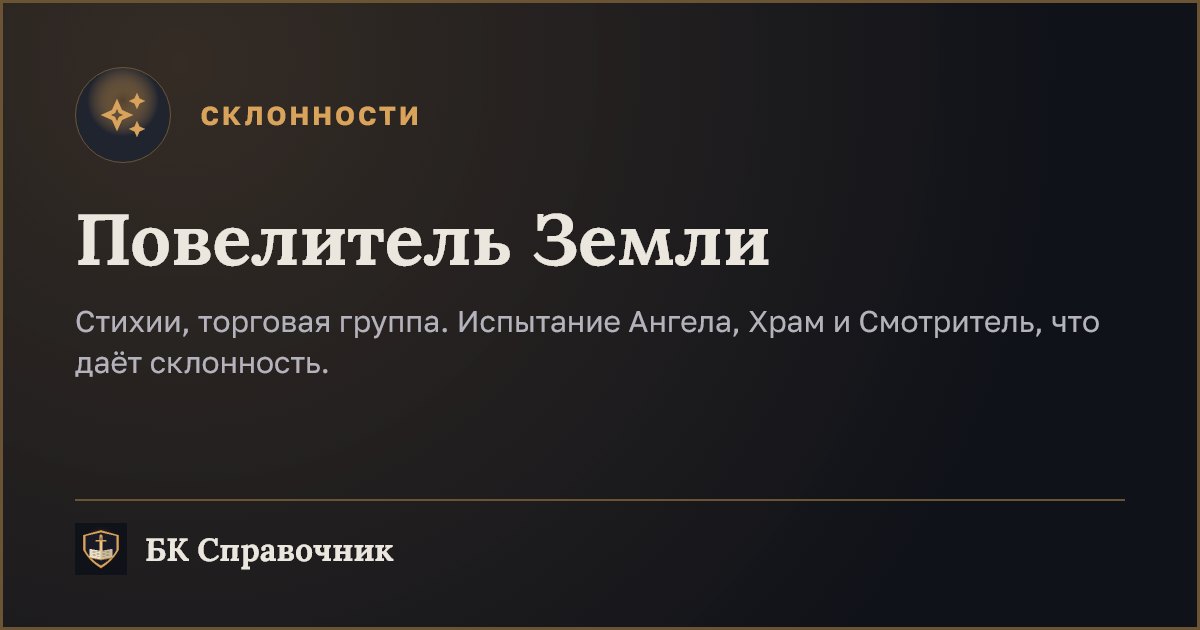 склонности
Повелитель Земли
Стихии, торговая группа. Испытание Ангела, Храм и Смотритель, что
даёт склонность.
БК Справочник